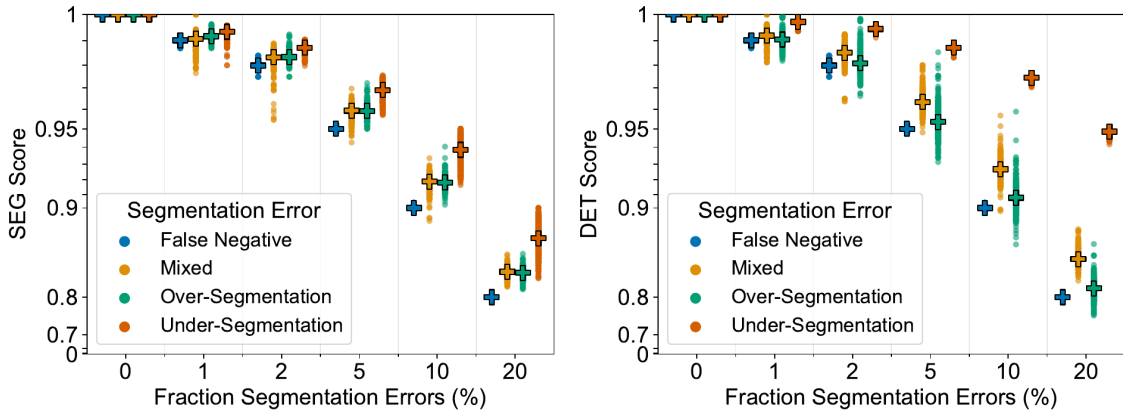 1
0.95
0.9
0.8
0.7
0
SEG Score
Segmentation Error
False Negative
Mixed
Over-Segmentation
Under-Segmentation
0 1 2 5 10 20
Fraction Segmentation Errors (%)
1
0.95
0.9
0.8
0.7
0
DET Score
Segmentation Error
False Negative
Mixed
Over-Segmentation
Under-Segmentation
0 1 2 5 10 20
Fraction Segmentation Errors (%)